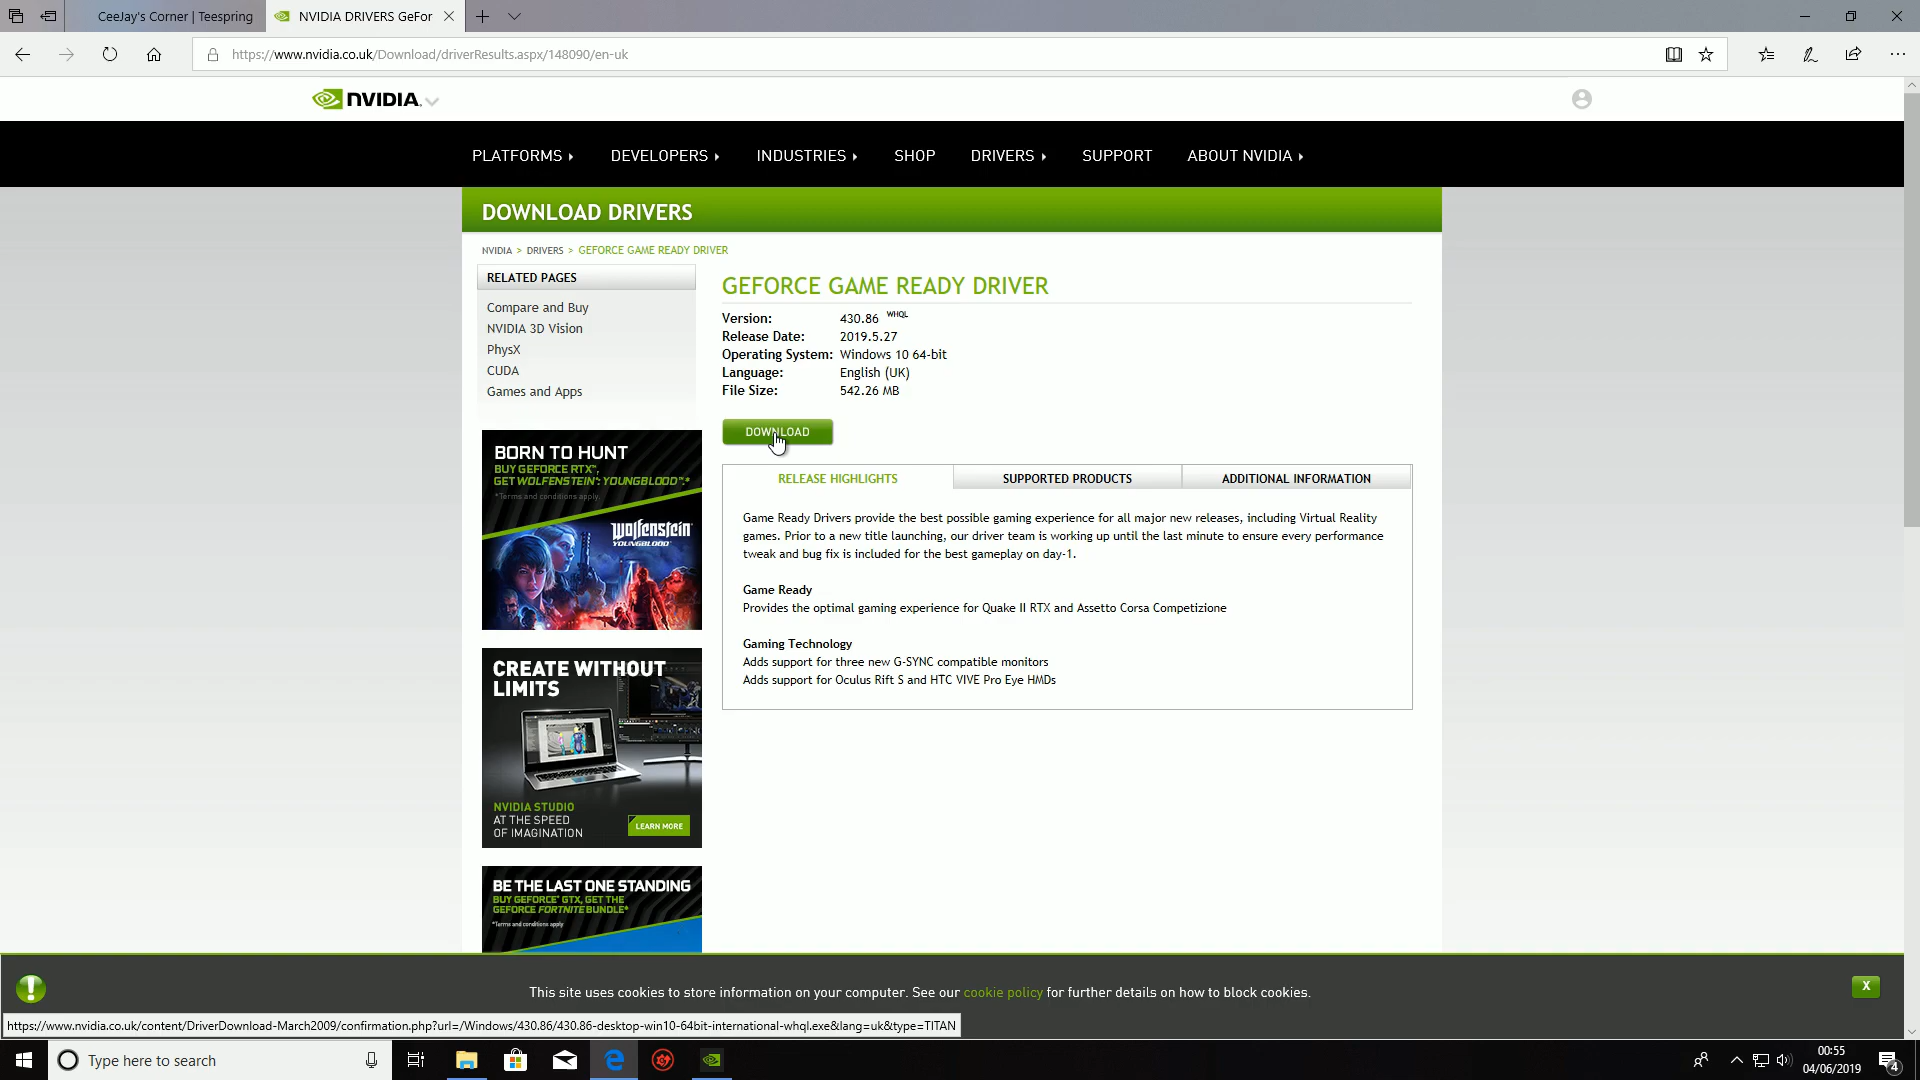 CeeJay's Corner | Teespring
NVIDIA DRIVERS GeFor
https://www.nvidia.co.uk/Download/driverResults.aspx/148090/en-uk
NVIDIA.
PLATFORMS
DEVELOPERS
INDUSTRIES
SHOP
DRIVERS
SUPPORT
ABOUT NVIDIA
DOWNLOAD DRIVERS
NVIDIA > DRIVERS > GEFORCE GAME READY DRIVER
RELATED PAGES
Compare and Buy
NVIDIA 3D Vision
PhysX
CUDA
Games and Apps
BORN TO HUNT
BUY GEFORCE RTX™,
GET WOLFENSTEIN®: YOUNGBLOOD™.*
*Terms and conditions apply.
Wolfenstein
YOUNGBLOOD™
CREATE WITHOUT
LIMITS
NVIDIA STUDIO
AT THE SPEED
OF IMAGINATION
LEARN MORE
BE THE LAST ONE STANDING
BUY GEFORCE® GTX, GET THE
GEFORCE FORTNITE BUNDLE*
*Terms and conditions apply
GEFORCE GAME READY DRIVER
Version: 430.86 WHQL
Release Date: 2019.5.27
Operating System: Windows 10 64-bit
Language: English (UK)
File Size: 542.26 MB
DOWNLOAD
RELEASE HIGHLIGHTS
SUPPORTED PRODUCTS
ADDITIONAL INFORMATION
Game Ready Drivers provide the best possible gaming experience for all major new releases, including Virtual Reality
games. Prior to a new title launching, our driver team is working up until the last minute to ensure every performance
tweak and bug fix is included for the best gameplay on day-1.
Game Ready
Provides the optimal gaming experience for Quake II RTX and Assetto Corsa Competizione
Gaming Technology
Adds support for three new G-SYNC compatible monitors
Adds support for Oculus Rift S and HTC VIVE Pro Eye HMDs
This site uses cookies to store information on your computer. See our cookie policy for further details on how to block cookies.
X
https://www.nvidia.co.uk/content/DriverDownload-March2009/confirmation.php?url=/Windows/430.86/430.86-desktop-win10-64bit-international-whql.exe&lang=uk&type=TITAN
Type here to search
00:55
04/06/2019
4